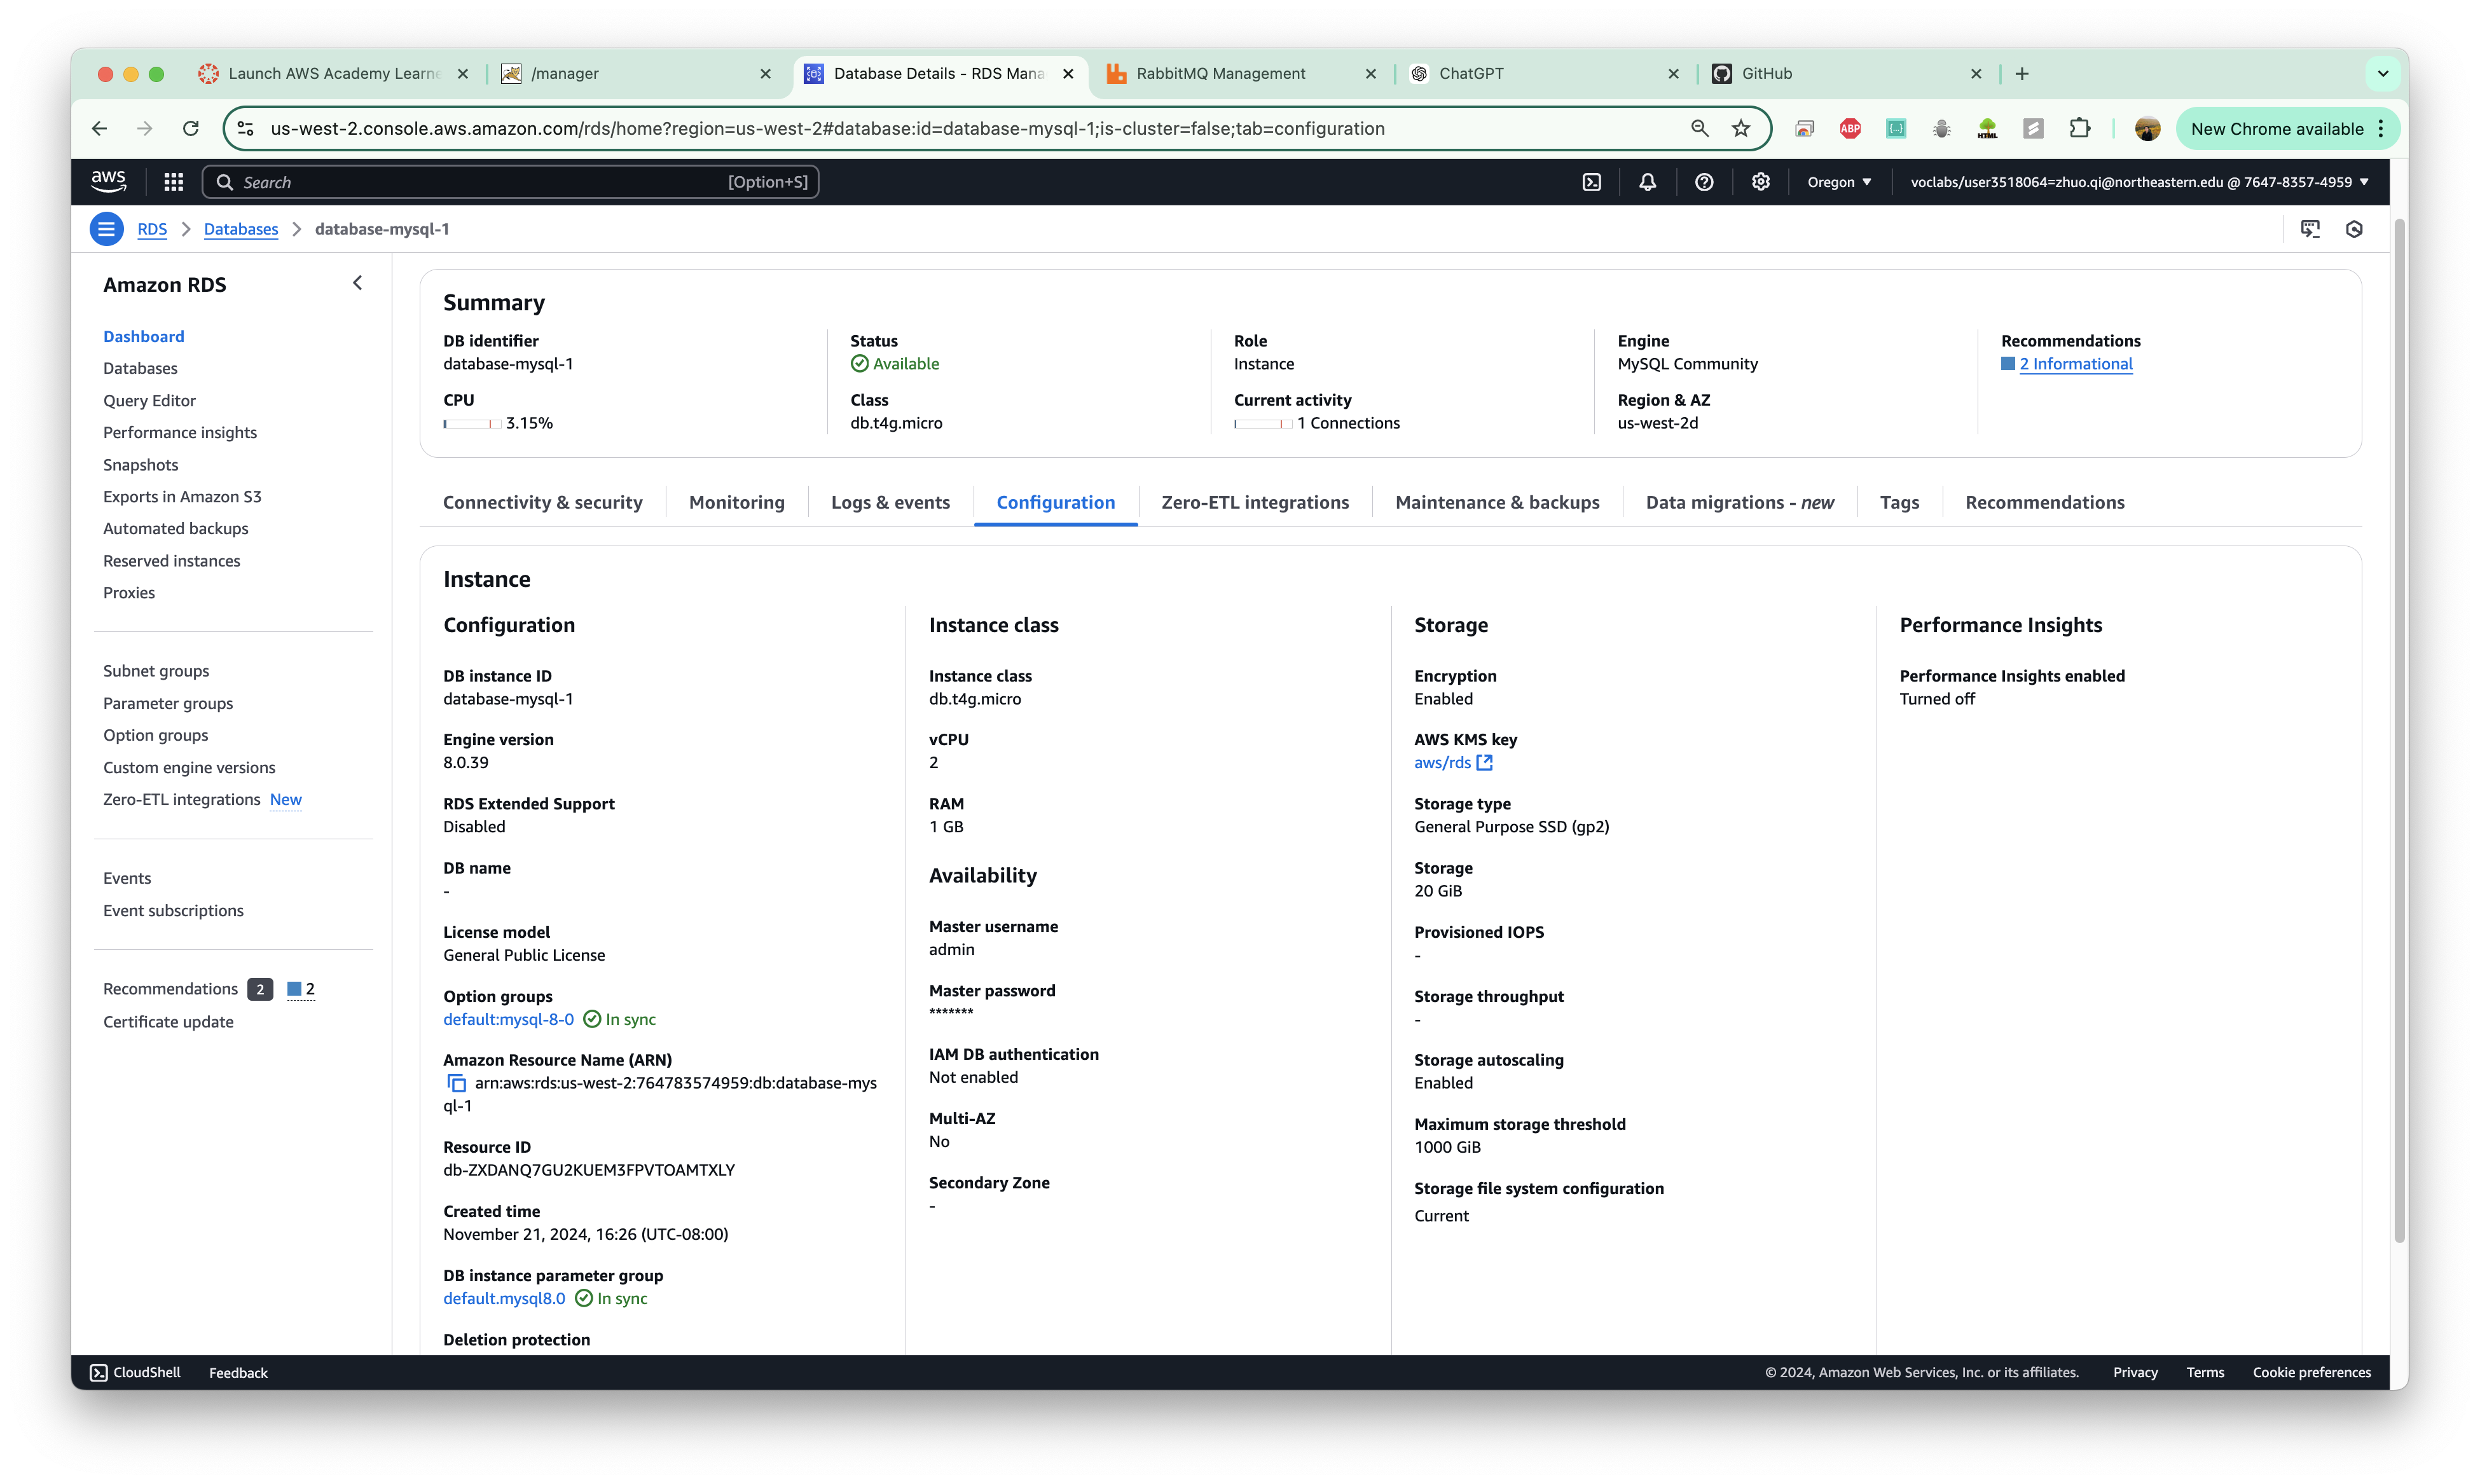 Launch AWS Academy Learne
/manager
Database Details - RDS Mana
RabbitMQ Management
ChatGPT
GitHub
us-west-2.console.aws.amazon.com/rds/home?region=us-west-2#database:id=database-mysql-1;is-cluster=false;tab=configuration
ABP
HTML
New Chrome available
aws
Search
[Option+S]
Oregon
voclabs/user3518064=zhuo.qi@northeastern.edu @ 7647-8357-4959
RDS
Databases
database-mysql-1
Amazon RDS
Dashboard
Databases
Query Editor
Performance insights
Snapshots
Exports in Amazon S3
Automated backups
Reserved instances
Proxies
Subnet groups
Parameter groups
Option groups
Custom engine versions
Zero-ETL integrations New
Events
Event subscriptions
Recommendations 2 2
Certificate update
Summary
DB identifier
database-mysql-1
CPU
3.15%
Status
Available
Class
db.t4g.micro
Role
Instance
Current activity
1 Connections
Engine
MySQL Community
Region & AZ
us-west-2d
Recommendations
2 Informational
Connectivity & security
Monitoring
Logs & events
Configuration
Zero-ETL integrations
Maintenance & backups
Data migrations - new
Tags
Recommendations
Instance
Configuration
DB instance ID
database-mysql-1
Engine version
8.0.39
RDS Extended Support
Disabled
DB name
-
License model
General Public License
Option groups
default:mysql-8-0 In sync
Amazon Resource Name (ARN)
arn:aws:rds:us-west-2:764783574959:db:database-mys
ql-1
Resource ID
db-ZXDANQ7GU2KUEM3FPVTOAMTXLY
Created time
November 21, 2024, 16:26 (UTC-08:00)
DB instance parameter group
default.mysql8.0 In sync
Deletion protection
Instance class
Instance class
db.t4g.micro
vCPU
2
RAM
1 GB
Availability
Master username
admin
Master password
*******
IAM DB authentication
Not enabled
Multi-AZ
No
Secondary Zone
-
Storage
Encryption
Enabled
AWS KMS key
aws/rds
Storage type
General Purpose SSD (gp2)
Storage
20 GiB
Provisioned IOPS
-
Storage throughput
-
Storage autoscaling
Enabled
Maximum storage threshold
1000 GiB
Storage file system configuration
Current
Performance Insights
Performance Insights enabled
Turned off
CloudShell
Feedback
© 2024, Amazon Web Services, Inc. or its affiliates.
Privacy
Terms
Cookie preferences